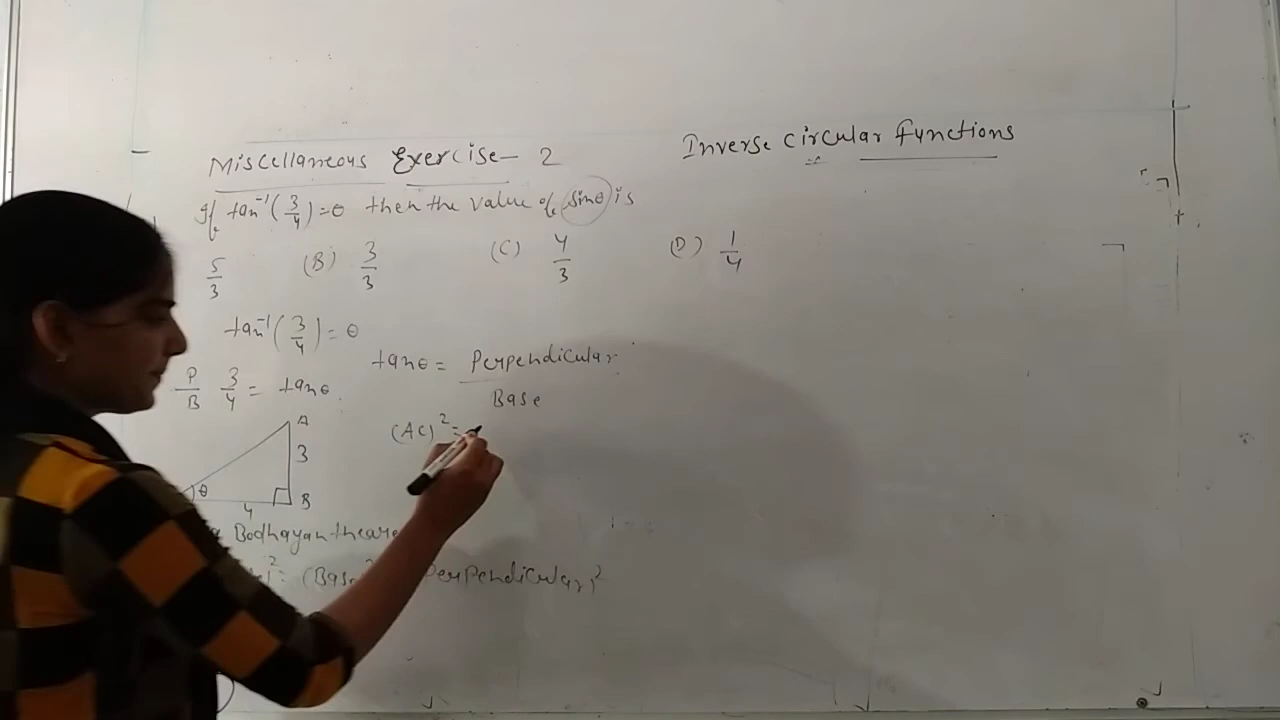 Miscellaneous Exercise - 2
Inverse circular functions
If tan⁻¹(3/4) = θ then the value of sinθ is
5/3 (B) 3/3 (C) 4/3 (D) 1/4
tan⁻¹(3/4) = θ
P/B 3/4 = tanθ
tanθ = Perpendicular/Base
(AC)² =
A
3
θ
B
4
Bodhayan
² = (Base Perpendicular)²